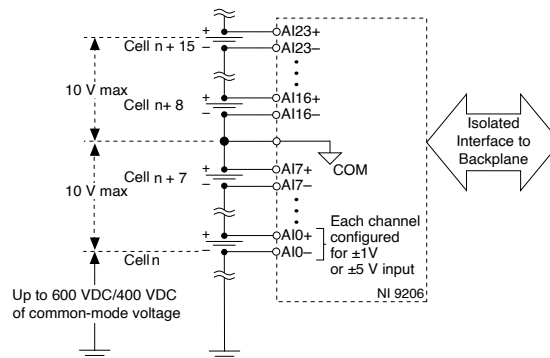 +
Cell n + 15
–
AI23+
AI23–
10 V max
Cell n+ 8
+
–
AI16+
AI16–
COM
Isolated
Interface to
Backplane
10 V max
Cell n + 7
+
–
AI7+
AI7–
+
–
AI0+
AI0–
Each channel
configured
for ±1V
or ±5 V input
Cell n
NI 9206
Up to 600 VDC/400 VDC
of common-mode voltage